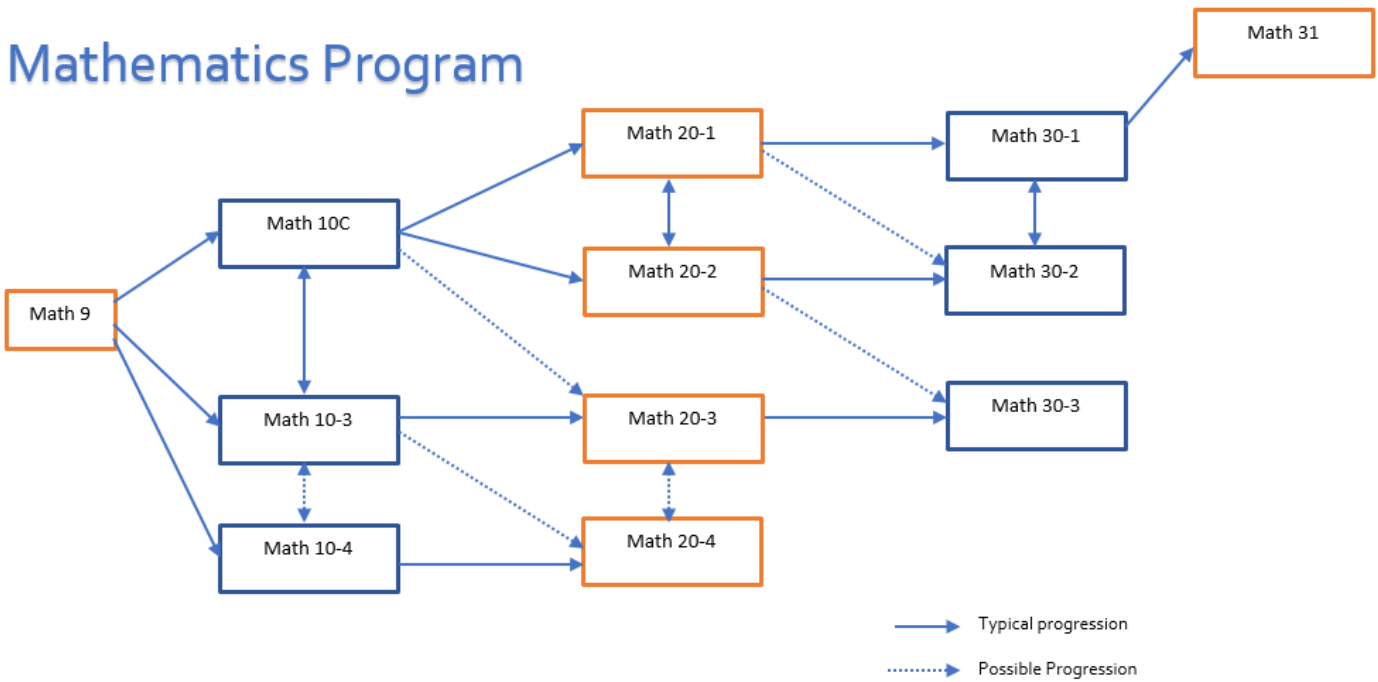 Mathematics Program
Math 31
Math 20-1
Math 30-1
Math 10C
Math 20-2
Math 30-2
Math 9
Math 10-3
Math 20-3
Math 30-3
Math 10-4
Math 20-4
Typical progression
Possible Progression